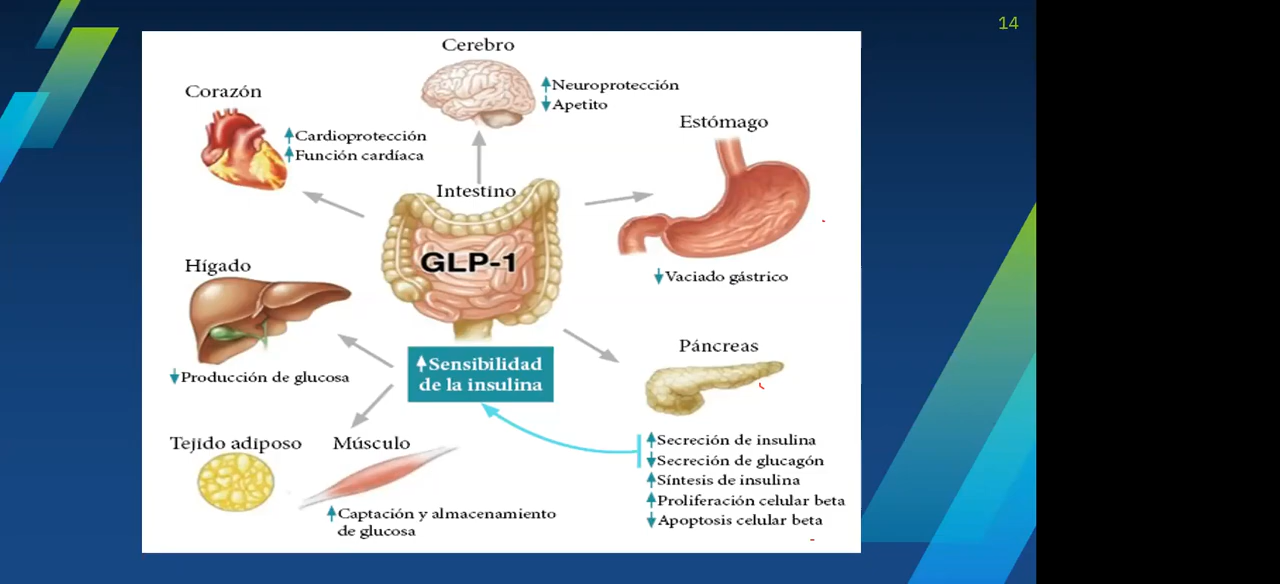 14
Cerebro
↑Neuroprotección
↓Apetito
Corazón
↑Cardioprotección
↑Función cardíaca
Estómago
↓Vaciado gástrico
Intestino
GLP-1
Hígado
↓Producción de glucosa
↑Sensibilidad
de la insulina
Páncreas
↑Secreción de insulina
↓Secreción de glucagón
↑Síntesis de insulina
↑Proliferación celular beta
↓Apoptosis celular beta
Tejido adiposo
Músculo
↑Captación y almacenamiento
de glucosa